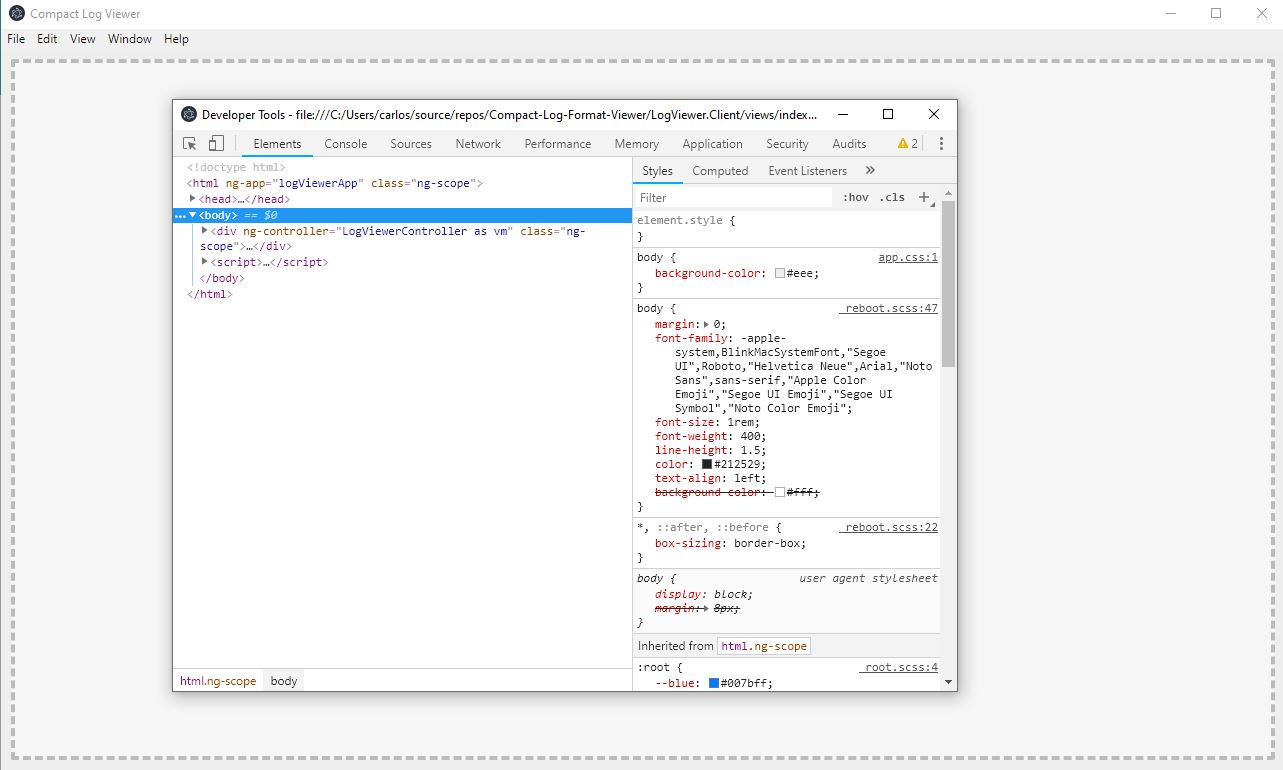 Compact Log Viewer
File Edit View Window Help
Developer Tools - file:///C:/Users/carlos/source/repos/Compact-Log-Format-Viewer/LogViewer.Client/views/index...
Elements Console Sources Network Performance Memory Application Security Audits 2
<!doctype html>
<html ng-app="logViewerApp" class="ng-scope">
<head>…</head>
<body> == $0
<div ng-controller="LogViewerController as vm" class="ng-
scope">…</div>
<script>…</script>
</body>
</html>
html.ng-scope body
Styles Computed Event Listeners »
Filter :hov .cls +
element.style {
}
body { app.css:1
background-color: #eee;
}
body { _reboot.scss:47
margin: 0;
font-family: -apple-
system,BlinkMacSystemFont,"Segoe
UI",Roboto,"Helvetica Neue",Arial,"Noto
Sans",sans-serif,"Apple Color
Emoji","Segoe UI Emoji","Segoe UI
Symbol","Noto Color Emoji";
font-size: 1rem;
font-weight: 400;
line-height: 1.5;
color: #212529;
text-align: left;
background-color: #fff;
}
*, ::after, ::before { _reboot.scss:22
box-sizing: border-box;
}
body { user agent stylesheet
display: block;
margin: 8px;
}
Inherited from html.ng-scope
:root { _root.scss:4
--blue: #007bff;